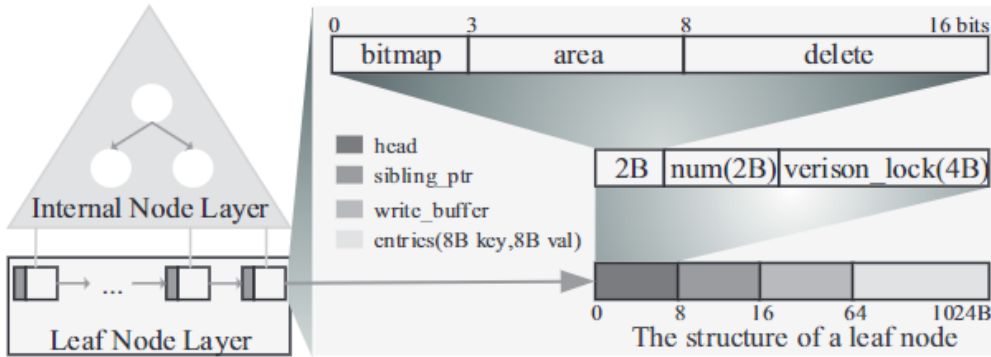 0 3 8 16 bits
bitmap area delete
head
sibling_ptr
write_buffer
entries(8B key,8B val)
2B num(2B) verison_lock(4B)
Internal Node Layer
...
Leaf Node Layer
0 8 16 64 1024B
The structure of a leaf node